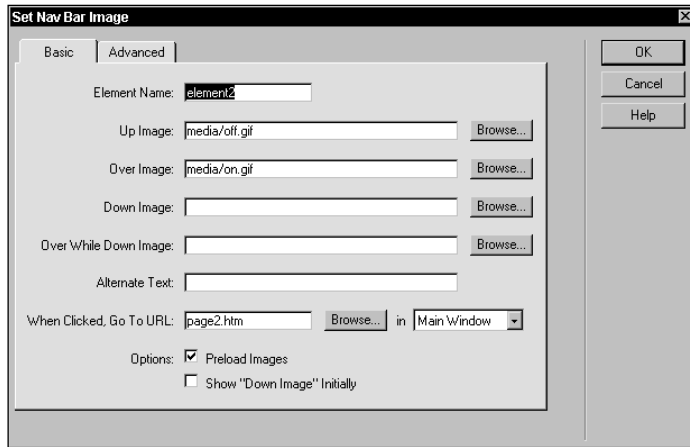 Set Nav Bar Image
Basic Advanced
Element Name: element2
Up Image: media/off.gif Browse...
Over Image: media/on.gif Browse...
Down Image: Browse...
Over While Down Image: Browse...
Alternate Text:
When Clicked, Go To URL: page2.htm Browse... in Main Window
Options: Preload Images
Show "Down Image" Initially
OK
Cancel
Help